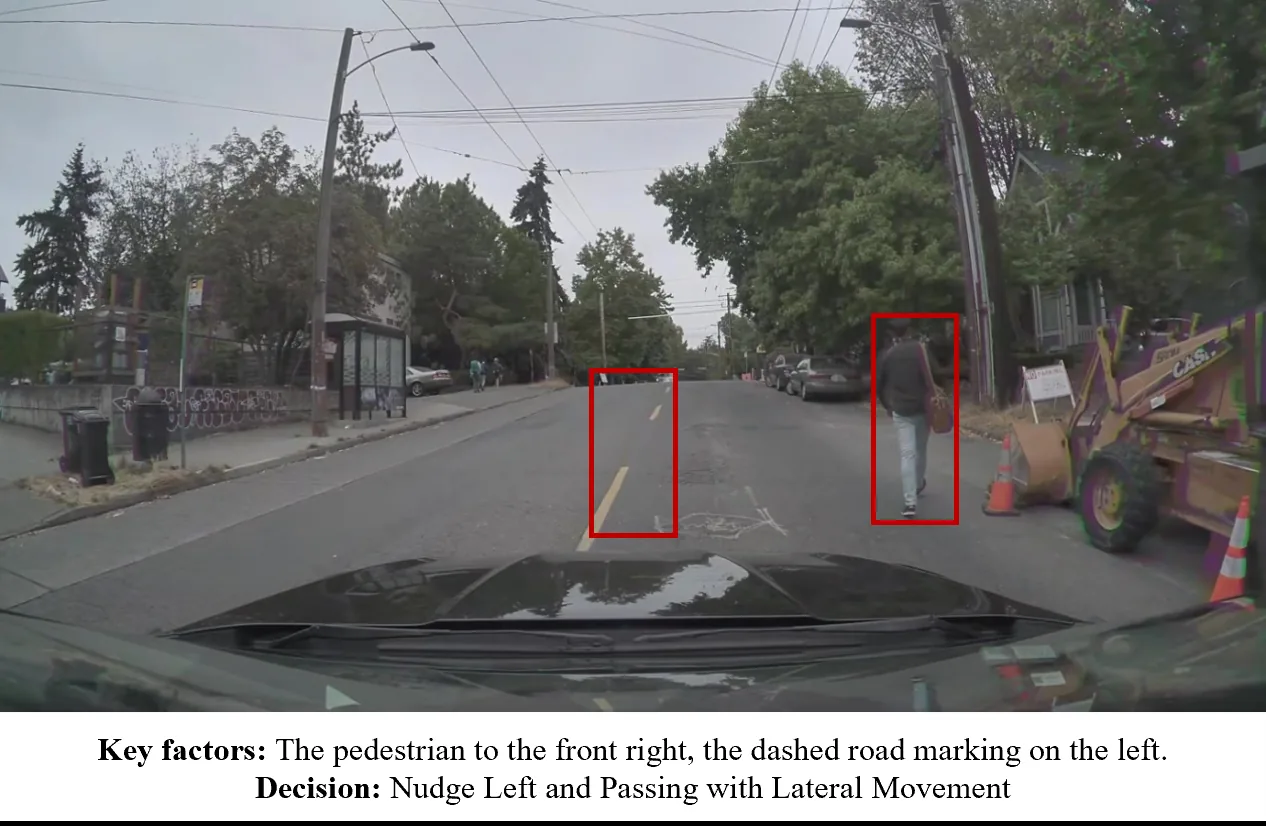 CASE
Key factors: The pedestrian to the front right, the dashed road marking on the left.
Decision: Nudge Left and Passing with Lateral Movement